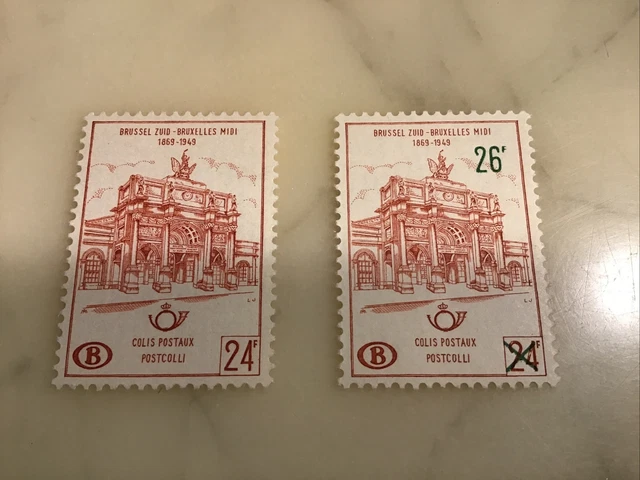 BRUSSEL ZUID-BRUXELLES MIDI
1869-1949
COLIS POSTAUX
POSTCOLLI
B
24F
BRUSSEL ZUID-BRUXELLES MIDI
1869-1949
26F
COLIS POSTAUX
POSTCOLLI
B
24F